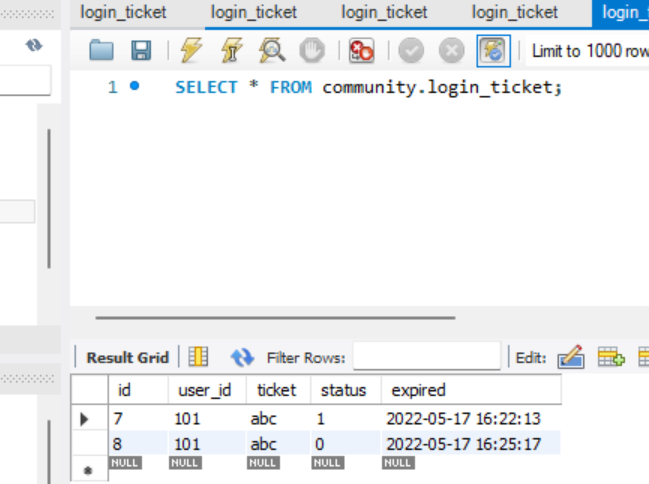 login_ticket login_ticket login_ticket login_ticket login_
Limit to 1000 row
1 SELECT * FROM community.login_ticket;
Result Grid Filter Rows: Edit:
id user_id ticket status expired
7 101 abc 1 2022-05-17 16:22:13
8 101 abc 0 2022-05-17 16:25:17
NULL NULL NULL NULL NULL